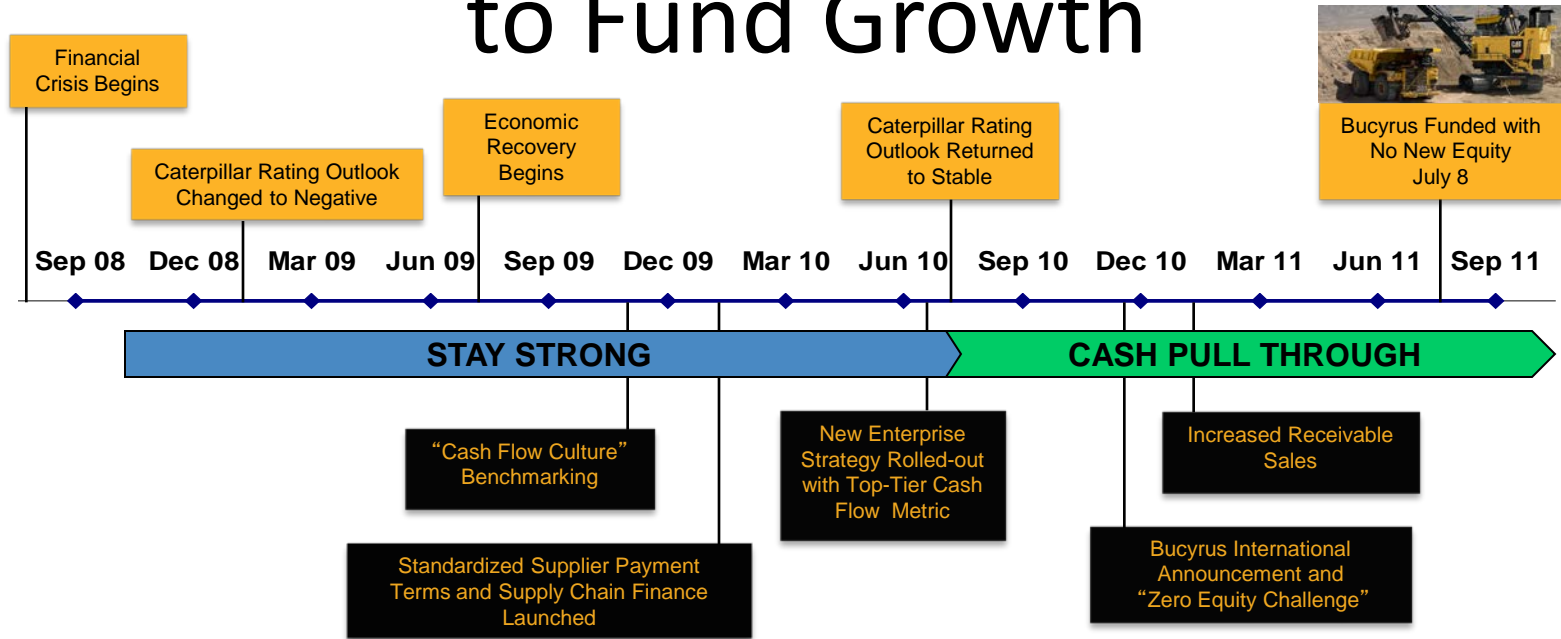 to Fund Growth
Financial
Crisis Begins
Caterpillar Rating Outlook
Changed to Negative
Economic
Recovery
Begins
Caterpillar Rating
Outlook Returned
to Stable
Bucyrus Funded with
No New Equity
July 8
Sep 08 Dec 08 Mar 09 Jun 09 Sep 09 Dec 09 Mar 10 Jun 10 Sep 10 Dec 10 Mar 11 Jun 11 Sep 11
STAY STRONG
CASH PULL THROUGH
“Cash Flow Culture”
Benchmarking
Standardized Supplier Payment
Terms and Supply Chain Finance
Launched
New Enterprise
Strategy Rolled-out
with Top-Tier Cash
Flow Metric
Increased Receivable
Sales
Bucyrus International
Announcement and
“Zero Equity Challenge”
CAT